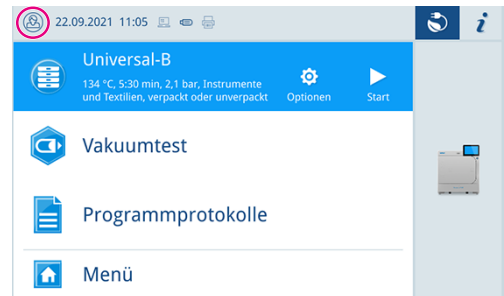 22.09.2021 11:05
Universal-B
134 °C, 5:30 min, 2,1 bar, Instrumente
und Textilien, verpackt oder unverpackt
Optionen
Start
Vakuumtest
Programmprotokolle
Menü